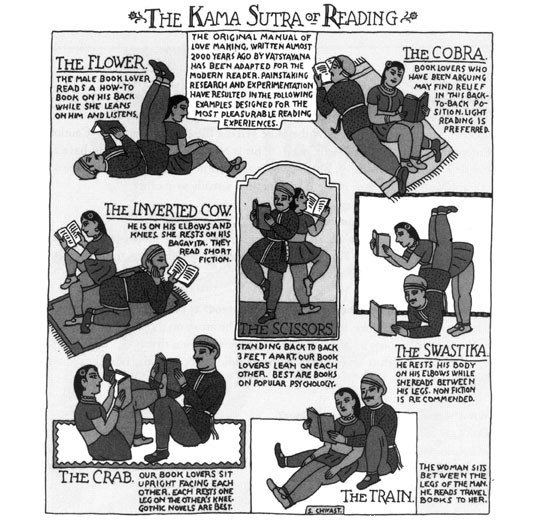 THE KAMA SUTRA OF READING
THE ORIGINAL MANUAL OF
LOVE MAKING, WRITTEN ALMOST
2000 YEARS AGO BY VATSYAYANA
HAS BEEN ADAPTED FOR THE
MODERN READER. PAINSTAKING
RESEARCH AND EXPERIMENTATION
HAVE RESULTED IN THE FOLLOWING
EXAMPLES DESIGNED FOR THE
MOST PLEASURABLE READING
EXPERIENCES.
THE FLOWER
THE MALE BOOK LOVER
READS A HOW-TO
BOOK ON HIS BACK
WHILE SHE LEANS
ON HIM AND LISTENS.
THE COBRA.
BOOK LOVERS WHO
HAVE BEEN ARGUING
MAY FIND RELIEF
IN THIS BACK-
TO-BACK PO-
SITION. LIGHT
READING IS
PREFERRED.
THE INVERTED COW.
HE IS ON HIS ELBOWS AND
KNEES. SHE RESTS ON HIS
BAGAVITA. THEY
READ SHORT
FICTION.
THE SCISSORS.
STANDING BACK TO BACK
3 FEET APART, OUR BOOK
LOVERS LEAN ON EACH
OTHER. BEST ARE BOOKS
ON POPULAR PSYCHOLOGY.
THE SWASTIKA.
HE RESTS HIS BODY
ON HIS ELBOWS WHILE
SHE READS BETWEEN
HIS LEGS. NON FICTION
IS RECOMMENDED.
THE CRAB.
OUR BOOK LOVERS SIT
UPRIGHT FACING EACH
OTHER. EACH RESTS ONE
LEG ON THE OTHER'S KNEE.
GOTHIC NOVELS ARE BEST.
THE TRAIN.
THE WOMAN SITS
BETWEEN THE
LEGS OF THE MAN.
HE READS TRAVEL
BOOKS TO HER.
S. CHWAST.